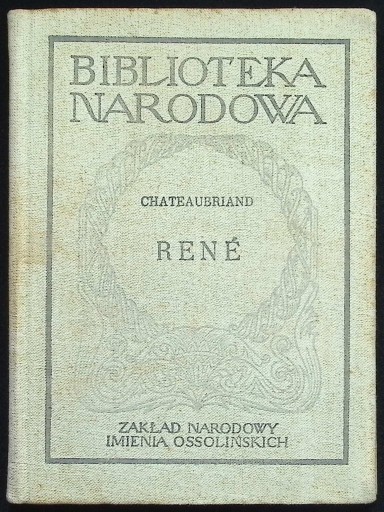 BIBLIOTEKA
NARODOWA
CHATEAUBRIAND
RENÉ
ZAKŁAD NARODOWY
IMIENIA OSSOLIŃSKICH